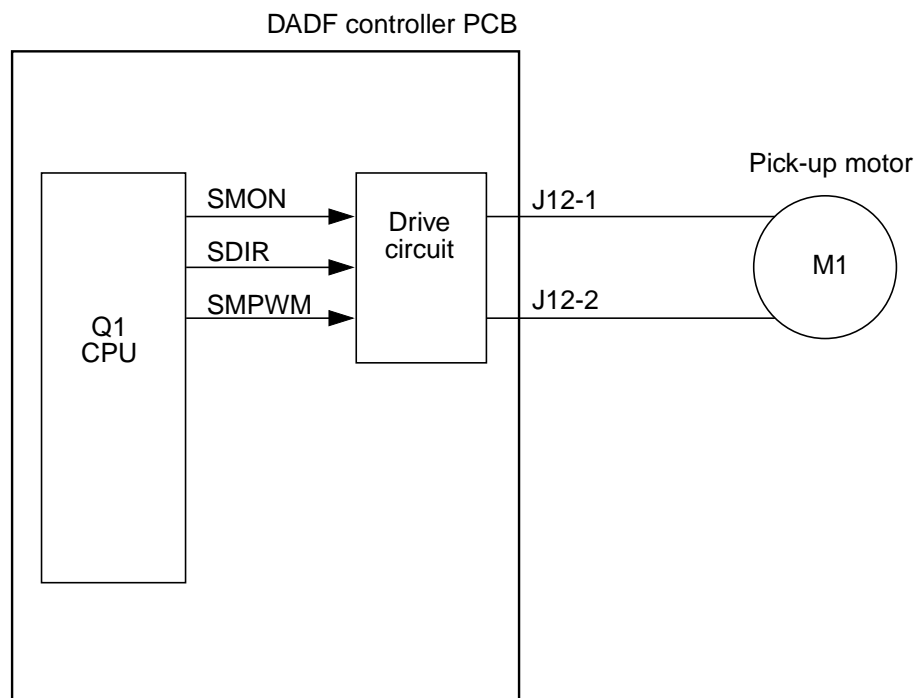 DADF controller PCB
Pick-up motor
SMON
J12-1
Drive
circuit
SDIR
M1
SMPWM
J12-2
Q1
CPU